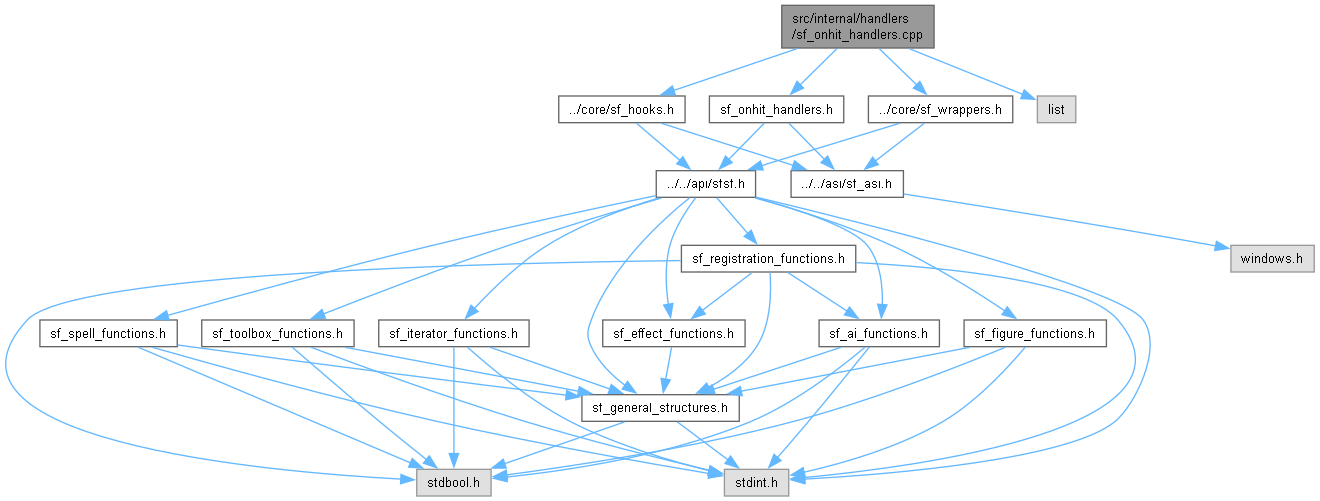 src/internal/handlers
/sf_onhit_handlers.cpp
../core/sf_hooks.h
sf_onhit_handlers.h
../core/sf_wrappers.h
list
../../api/sfsf.h
../../asi/sf_asi.h
sf_registration_functions.h
windows.h
sf_spell_functions.h
sf_toolbox_functions.h
sf_iterator_functions.h
sf_effect_functions.h
sf_ai_functions.h
sf_figure_functions.h
sf_general_structures.h
stdbool.h
stdint.h